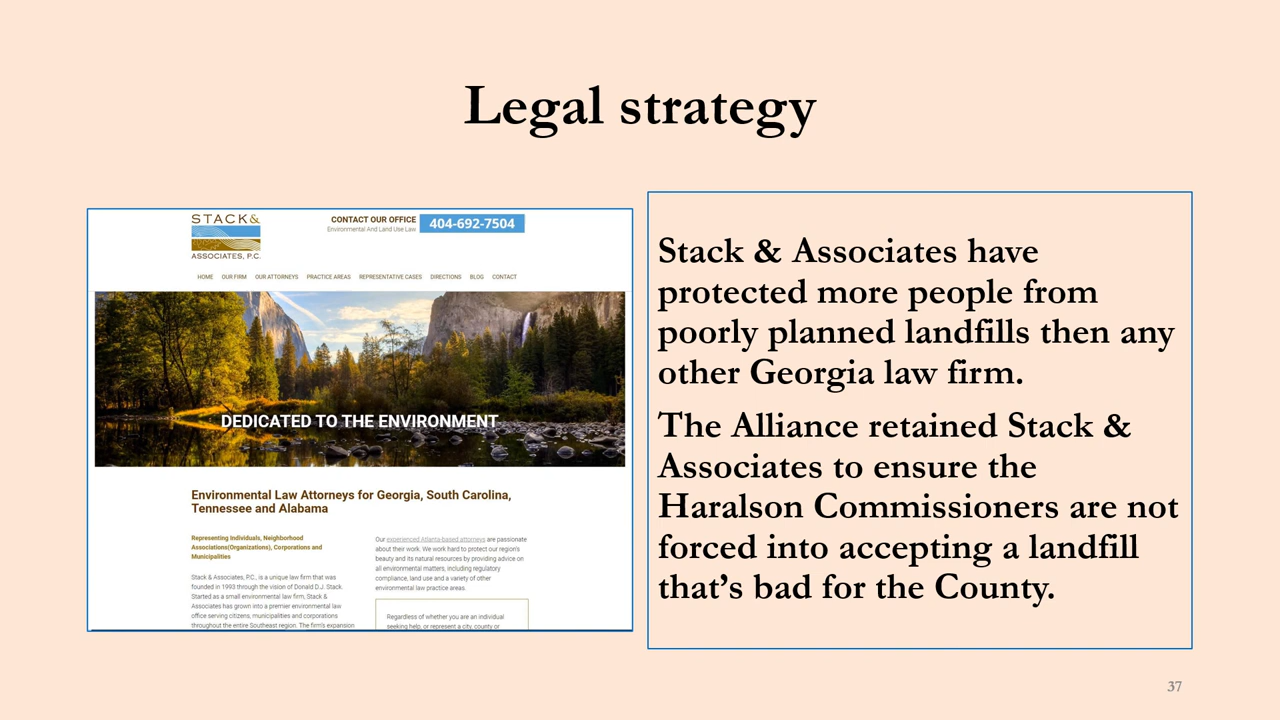 Legal strategy
STACK&
ASSOCIATES, P.C.
CONTACT OUR OFFICE
Environmental And Land Use Law
404-692-7504
HOME OUR FIRM OUR ATTORNEYS PRACTICE AREAS REPRESENTATIVE CASES DIRECTIONS BLOG CONTACT
DEDICATED TO THE ENVIRONMENT
Environmental Law Attorneys for Georgia, South Carolina,
Tennessee and Alabama
Representing Individuals, Neighborhood
Associations(Organizations), Corporations and
Municipalities
Stack & Associates, P.C., is a unique law firm that was
founded in 1993 through the vision of Donald D.J. Stack.
Started as a small environmental law firm, Stack &
Associates has grown into a premier environmental law
office serving citizens, municipalities and corporations
throughout the entire Southeast region. The firm's expansion
Our experienced Atlanta-based attorneys are passionate
about their work. We work hard to protect our region's
beauty and its natural resources by providing advice on
all environmental matters, including regulatory
compliance, land use and a variety of other
environmental law practice areas.
Regardless of whether you are an individual
seeking help, or represent a city, county or
Stack & Associates have
protected more people from
poorly planned landfills then any
other Georgia law firm.
The Alliance retained Stack &
Associates to ensure the
Haralson Commissioners are not
forced into accepting a landfill
that's bad for the County.
37